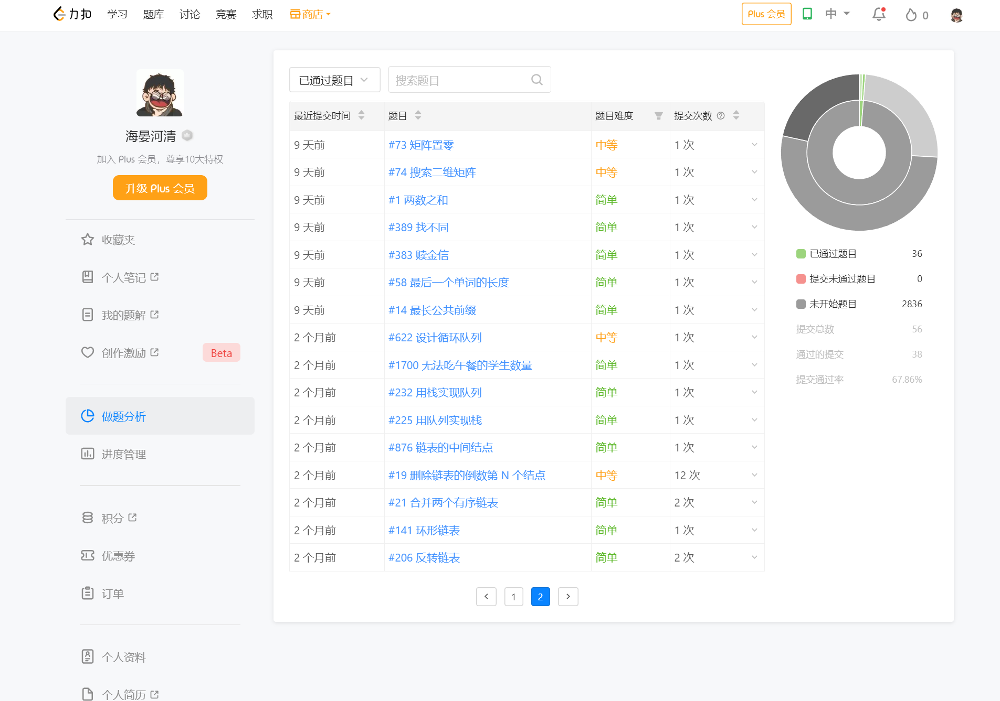 力扣 学习 题库 讨论 竞赛 求职 商店 Plus 会员 中 0
海晏河清
加入 Plus 会员，尊享10大特权
升级 Plus 会员
收藏夹
个人笔记
我的题解
创作激励 Beta
做题分析
进度管理
积分
优惠券
订单
个人资料
个人简历
已通过题目 搜索题目
最近提交时间 题目 题目难度 提交次数
9 天前 #73 矩阵置零 中等 1 次
9 天前 #74 搜索二维矩阵 中等 1 次
9 天前 #1 两数之和 简单 1 次
9 天前 #389 找不同 简单 1 次
9 天前 #383 赎金信 简单 1 次
9 天前 #58 最后一个单词的长度 简单 1 次
9 天前 #14 最长公共前缀 简单 1 次
2 个月前 #622 设计循环队列 中等 1 次
2 个月前 #1700 无法吃午餐的学生数量 简单 1 次
2 个月前 #232 用栈实现队列 简单 1 次
2 个月前 #225 用队列实现栈 简单 1 次
2 个月前 #876 链表的中间结点 简单 1 次
2 个月前 #19 删除链表的倒数第 N 个结点 中等 12 次
2 个月前 #21 合并两个有序链表 简单 2 次
2 个月前 #141 环形链表 简单 1 次
2 个月前 #206 反转链表 简单 2 次
1 2
已通过题目 36
提交未通过题目 0
未开始题目 2836
提交总数 56
通过的提交 38
提交通过率 67.86%